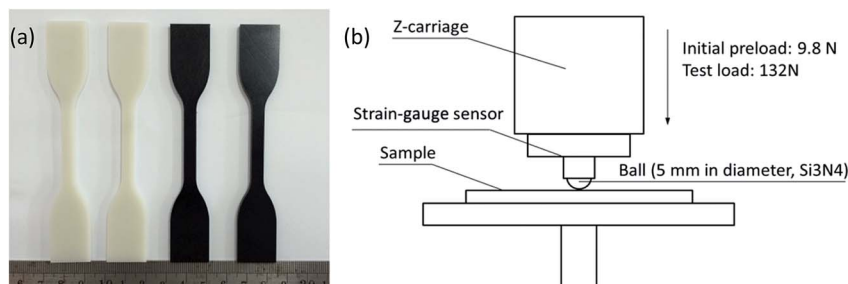 (a)
(b)
Z-carriage
Initial preload: 9.8 N
Test load: 132N
Strain-gauge sensor
Sample
Ball (5 mm in diameter, Si3N4)